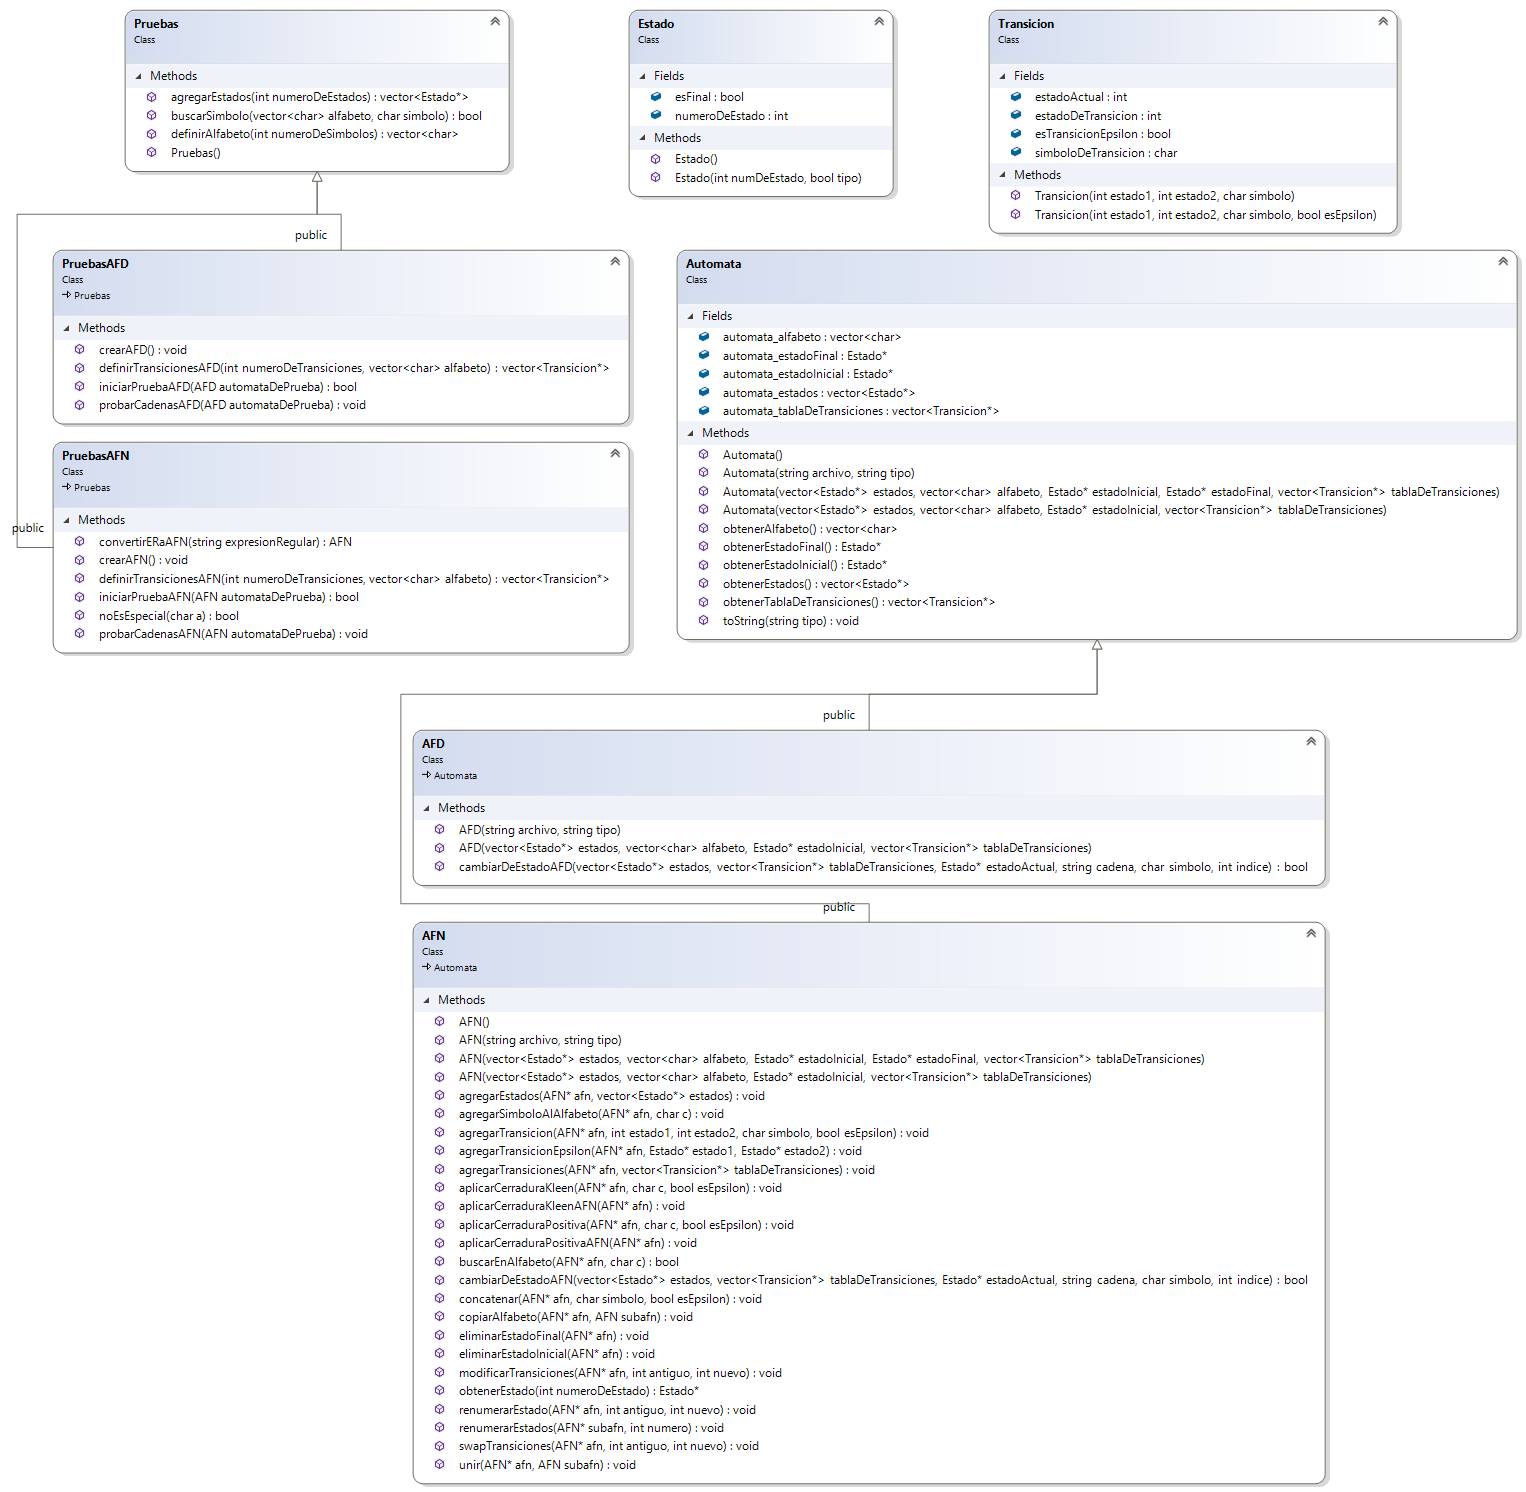 Pruebas
Class
Methods
agregarEstados(int numeroDeEstados) : vector<Estado*>
buscarSimbolo(vector<char> alfabeto, char simbolo) : bool
definirAlfabeto(int numeroDeSimbolos) : vector<char>
Pruebas()
Estado
Class
Fields
esFinal : bool
numeroDeEstado : int
Methods
Estado()
Estado(int numDeEstado, bool tipo)
Transicion
Class
Fields
estadoActual : int
estadoDeTransicion : int
esTransicionEpsilon : bool
simboloDeTransicion : char
Methods
Transicion(int estado1, int estado2, char simbolo)
Transicion(int estado1, int estado2, char simbolo, bool esEpsilon)
public
PruebasAFD
Class
Pruebas
Methods
crearAFD() : void
definirTransicionesAFD(int numeroDeTransiciones, vector<char> alfabeto) : vector<Transicion*>
iniciarPruebaAFD(AFD automataDePrueba) : bool
probarCadenasAFD(AFD automataDePrueba) : void
public
PruebasAFN
Class
Pruebas
Methods
convertirERaAFN(string expresionRegular) : AFN
crearAFN() : void
definirTransicionesAFN(int numeroDeTransiciones, vector<char> alfabeto) : vector<Transicion*>
iniciarPruebaAFN(AFN automataDePrueba) : bool
noEsEspecial(char a) : bool
probarCadenasAFN(AFN automataDePrueba) : void
Automata
Class
Fields
automata_alfabeto : vector<char>
automata_estadoFinal : Estado*
automata_estadoInicial : Estado*
automata_estados : vector<Estado*>
automata_tablaDeTransiciones : vector<Transicion*>
Methods
Automata()
Automata(string archivo, string tipo)
Automata(vector<Estado*> estados, vector<char> alfabeto, Estado* estadoInicial, Estado* estadoFinal, vector<Transicion*> tablaDeTransiciones)
Automata(vector<Estado*> estados, vector<char> alfabeto, Estado* estadoInicial, vector<Transicion*> tablaDeTransiciones)
obtenerAlfabeto() : vector<char>
obtenerEstadoFinal() : Estado*
obtenerEstadoInicial() : Estado*
obtenerEstados() : vector<Estado*>
obtenerTablaDeTransiciones() : vector<Transicion*>
toString(string tipo) : void
public
AFD
Class
Automata
Methods
AFD(string archivo, string tipo)
AFD(vector<Estado*> estados, vector<char> alfabeto, Estado* estadoInicial, vector<Transicion*> tablaDeTransiciones)
cambiarDeEstadoAFD(vector<Estado*> estados, vector<Transicion*> tablaDeTransiciones, Estado* estadoActual, string cadena, char simbolo, int indice) : bool
public
AFN
Class
Automata
Methods
AFN()
AFN(string archivo, string tipo)
AFN(vector<Estado*> estados, vector<char> alfabeto, Estado* estadoInicial, Estado* estadoFinal, vector<Transicion*> tablaDeTransiciones)
AFN(vector<Estado*> estados, vector<char> alfabeto, Estado* estadoInicial, vector<Transicion*> tablaDeTransiciones)
agregarEstados(AFN* afn, vector<Estado*> estados) : void
agregarSimboloAlAlfabeto(AFN* afn, char c) : void
agregarTransicion(AFN* afn, int estado1, int estado2, char simbolo, bool esEpsilon) : void
agregarTransicionEpsilon(AFN* afn, Estado* estado1, Estado* estado2) : void
agregarTransiciones(AFN* afn, vector<Transicion*> tablaDeTransiciones) : void
aplicarCerraduraKleen(AFN* afn, char c, bool esEpsilon) : void
aplicarCerraduraKleenAFN(AFN* afn) : void
aplicarCerraduraPositiva(AFN* afn, char c, bool esEpsilon) : void
aplicarCerraduraPositivaAFN(AFN* afn) : void
buscarEnAlfabeto(AFN* afn, char c) : bool
cambiarDeEstadoAFN(vector<Estado*> estados, vector<Transicion*> tablaDeTransiciones, Estado* estadoActual, string cadena, char simbolo, int indice) : bool
concatenar(AFN* afn, char simbolo, bool esEpsilon) : void
copiarAlfabeto(AFN* afn, AFN subafn) : void
eliminarEstadoFinal(AFN* afn) : void
eliminarEstadoInicial(AFN* afn) : void
modificarTransiciones(AFN* afn, int antiguo, int nuevo) : void
obtenerEstado(int numeroDeEstado) : Estado*
renumerarEstado(AFN* afn, int antiguo, int nuevo) : void
renumerarEstados(AFN* subafn, int numero) : void
swapTransiciones(AFN* afn, int antiguo, int nuevo) : void
unir(AFN* afn, AFN subafn) : void